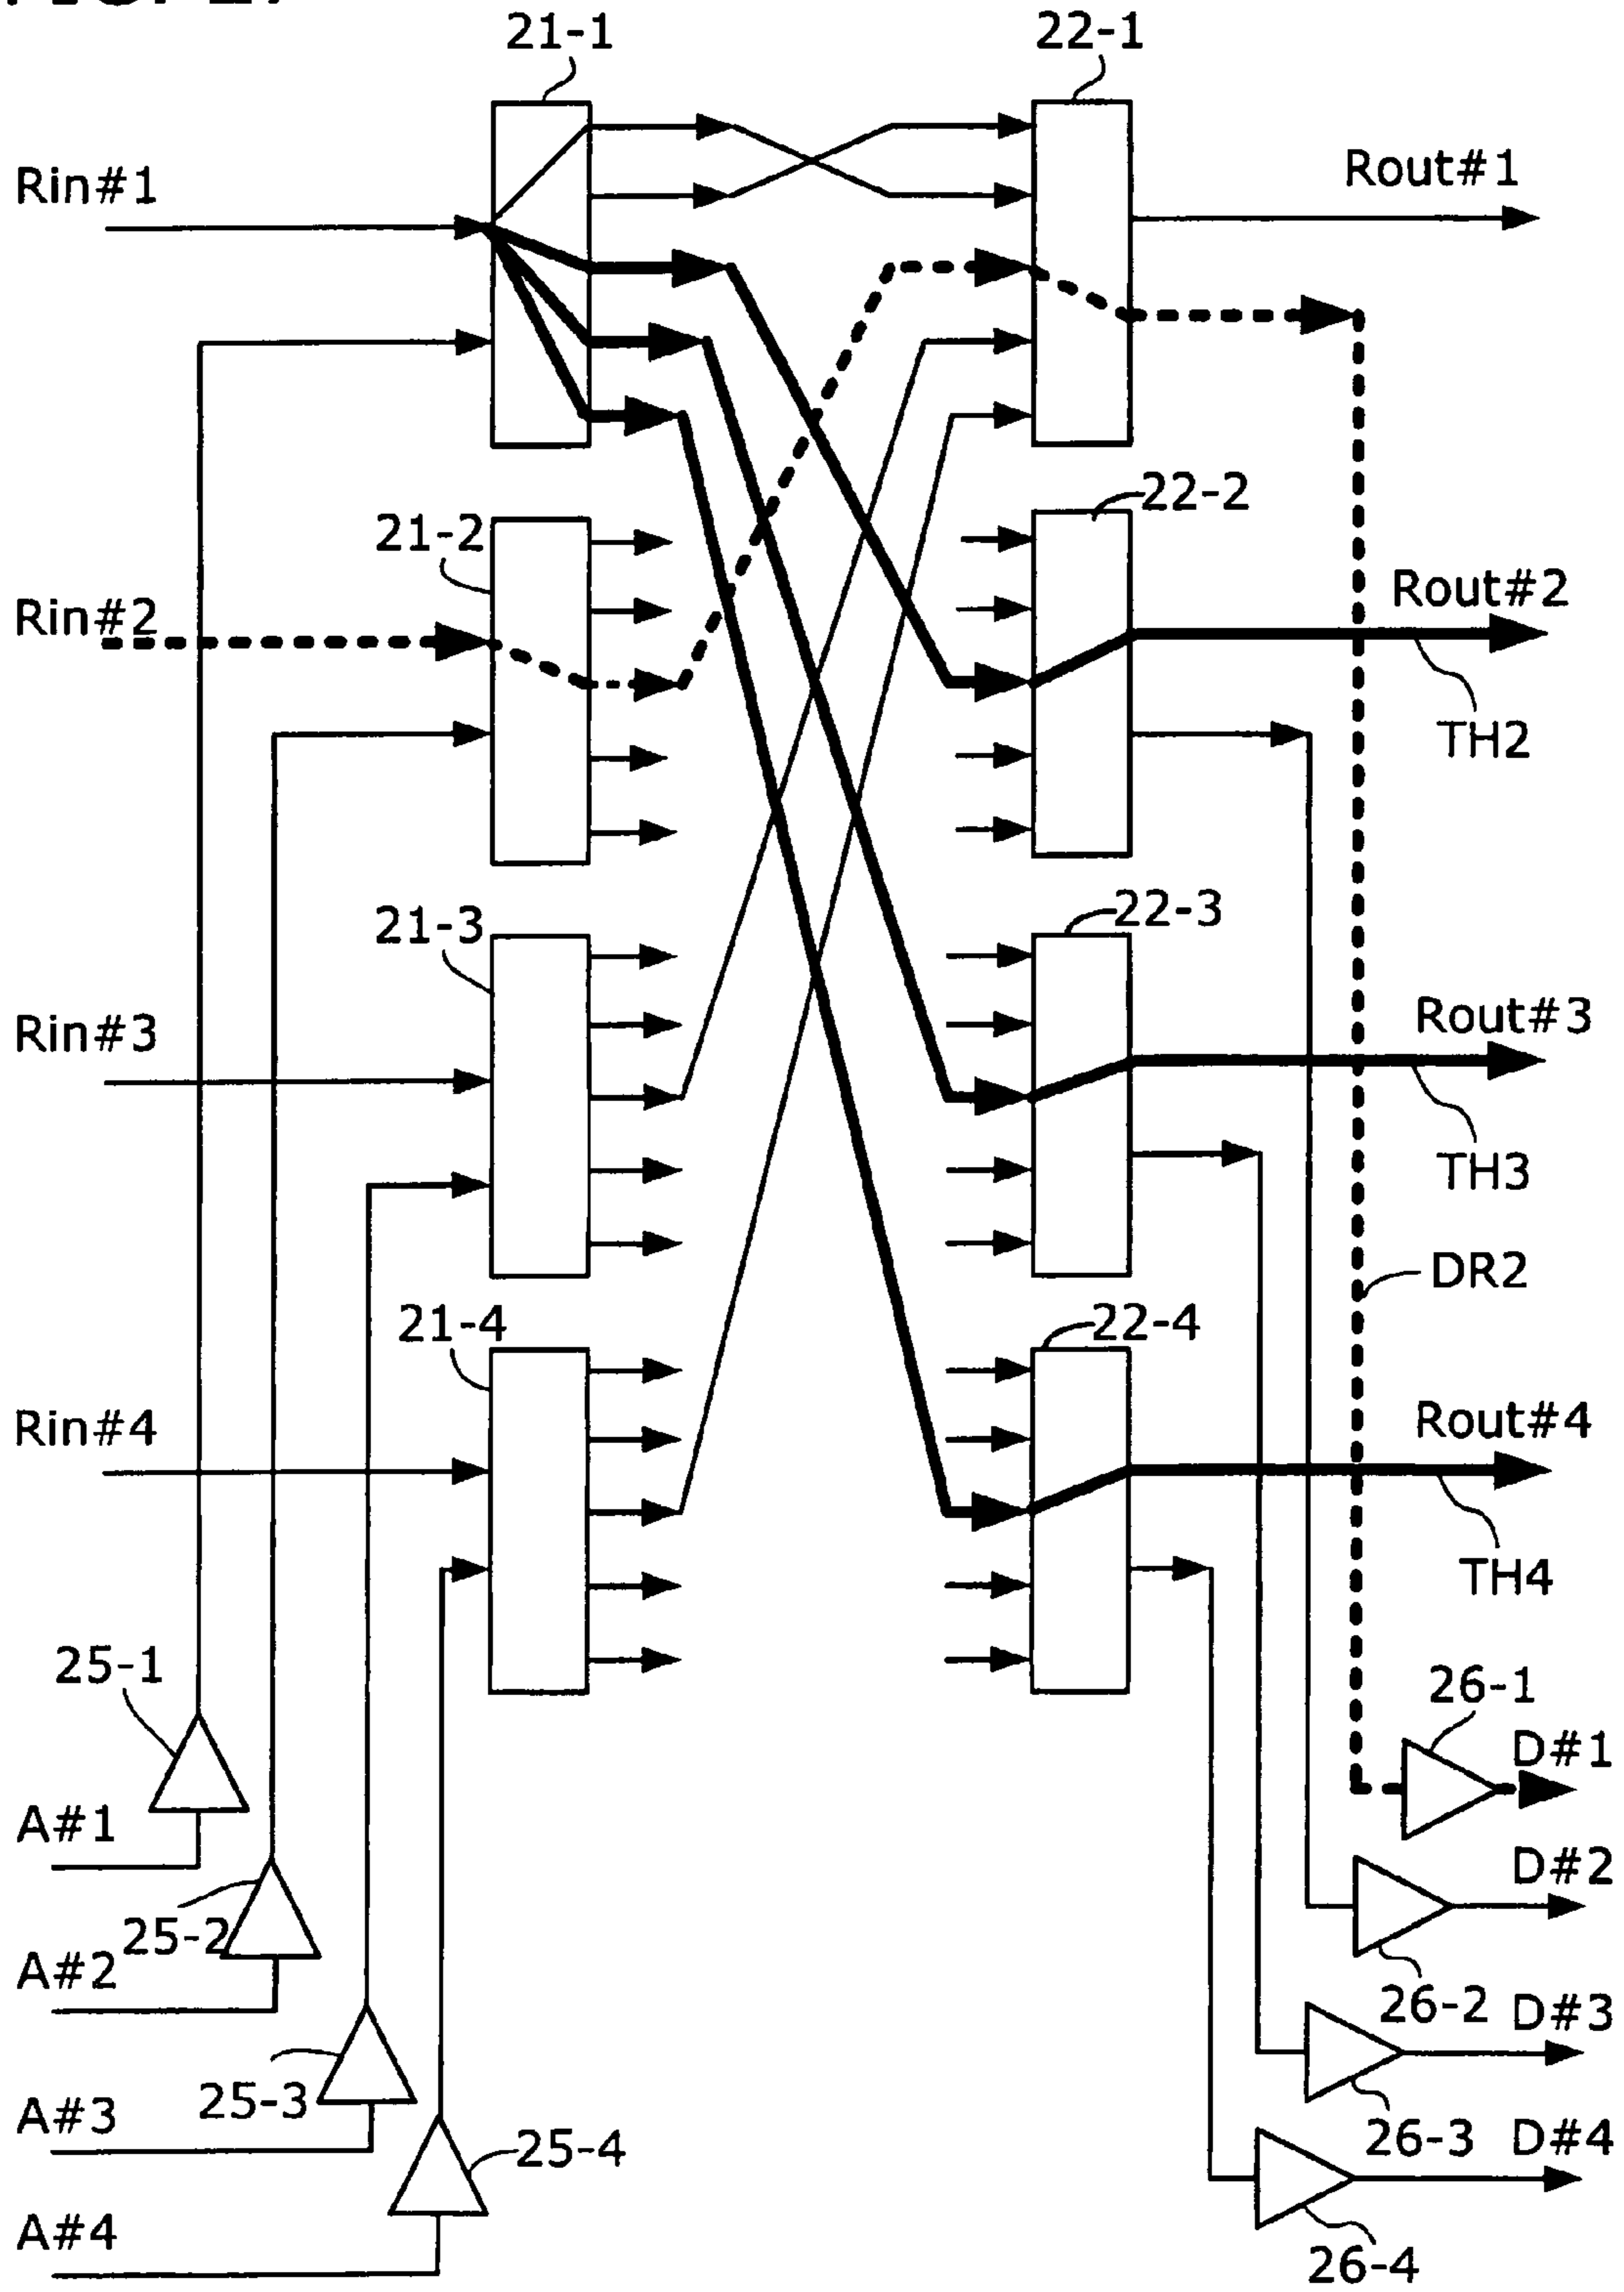 21-1
22-1
Rin#1
Rout#1
22-2
21-2
Rout#2
Rin#2
TH2
22-3
21-3
Rout#3
Rin#3
TH3
DR2
21-4
22-4
Rout#4
Rin#4
TH4
25-1
26-1
D#1
A#1
D#2
25-2
A#2
26-2
D#3
25-3
A#3
26-3
D#4
25-4
A#4
26-4